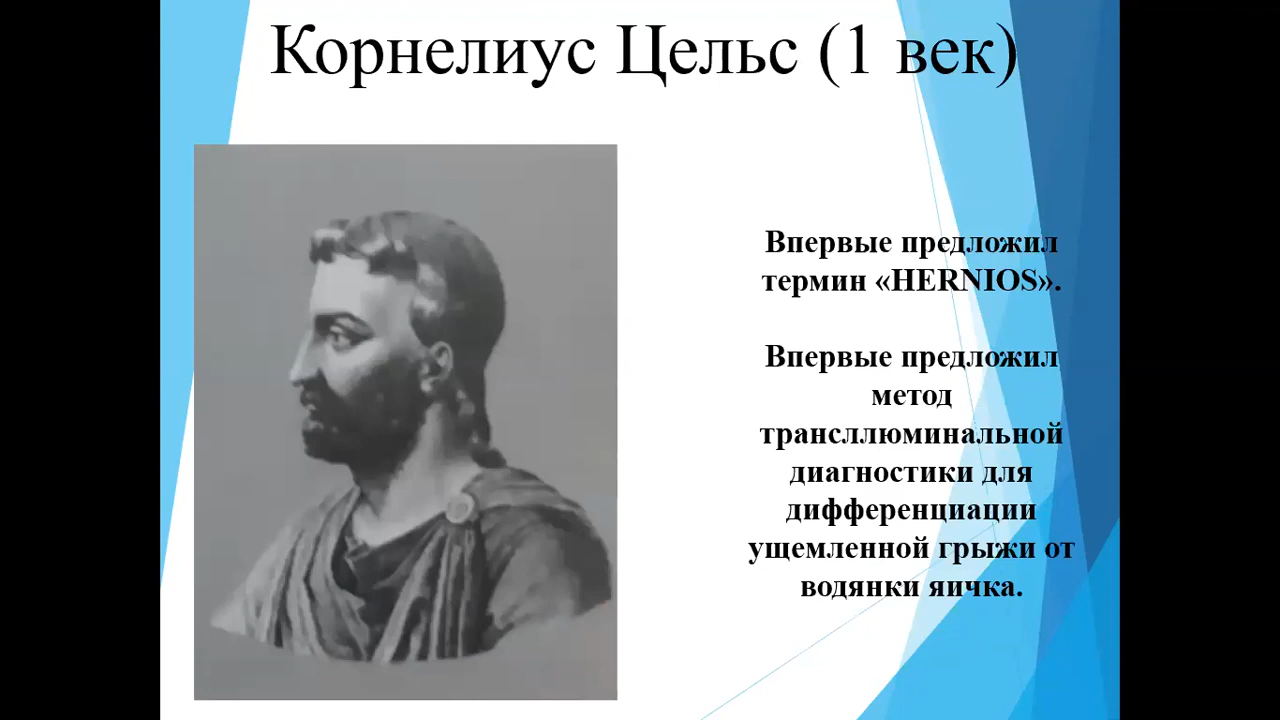 Корнелиус Цельс (1 век)
Впервые предложил
термин «HERNIOS».
Впервые предложил
метод
трансллюминальной
диагностики для
дифференциации
ущемленной грыжи от
водянки яичка.